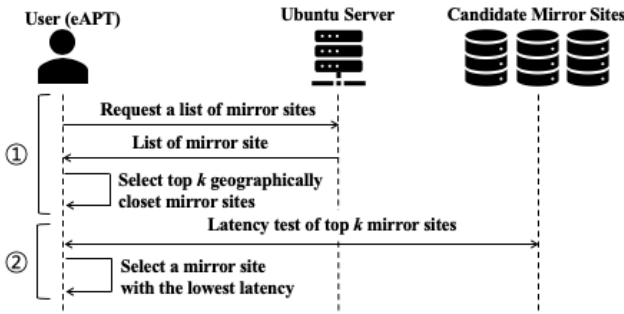 User (eAPT)
Ubuntu Server
Candidate Mirror Sites
①
Request a list of mirror sites
List of mirror site
Select top k geographically
closet mirror sites
②
Latency test of top k mirror sites
Select a mirror site
with the lowest latency